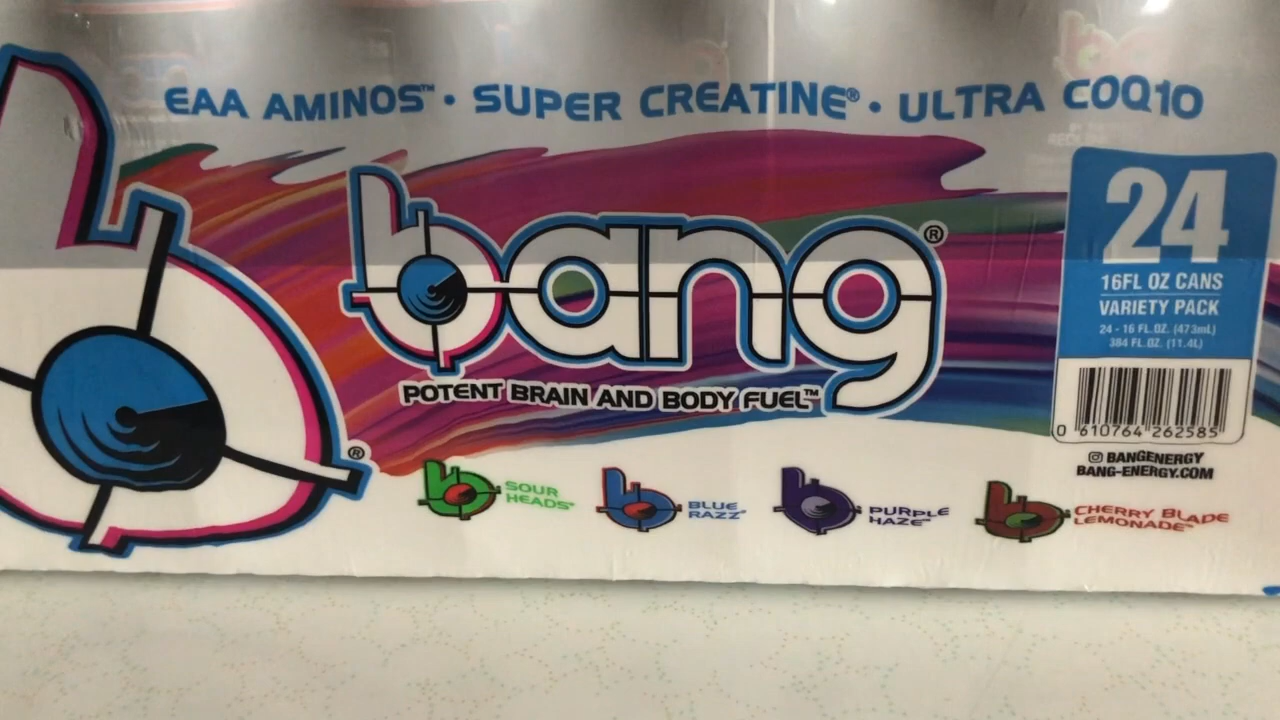 EAA AMINOS™ • SUPER CREATINE® • ULTRA COQ10
b®
bang®
POTENT BRAIN AND BODY FUEL™
24
16FL OZ CANS
VARIETY PACK
24 - 16 FL.OZ. (473mL)
384 FL.OZ. (11.4L)
0 610764 262585
BANGENERGY
BANG-ENERGY.COM
b SOUR
HEADS™
b BLUE
RAZZ®
b PURPLE
HAZE™
b CHERRY BLADE
LEMONADE™